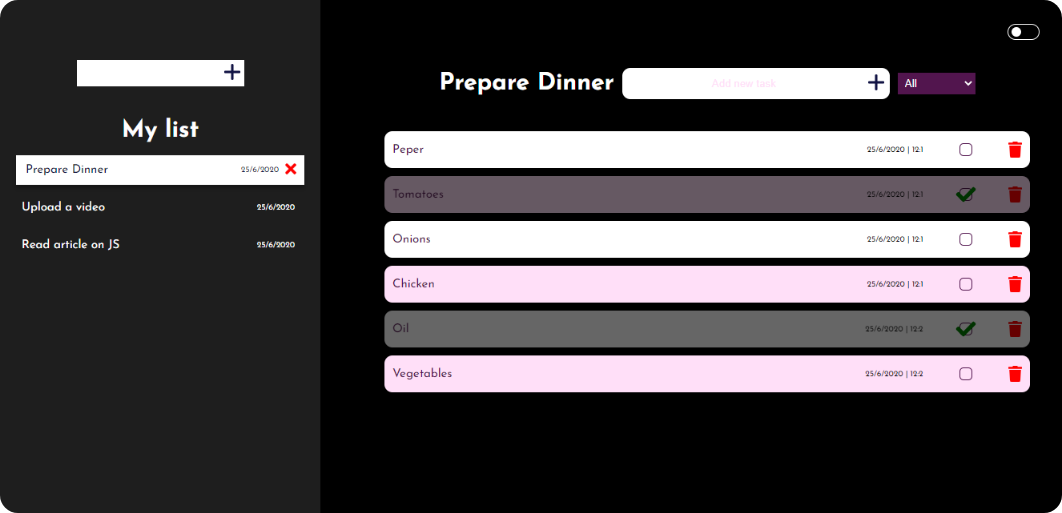 My list
Prepare Dinner 25/6/2020
Upload a video 25/6/2020
Read article on JS 25/6/2020
Prepare Dinner Add new task All
Peper 25/6/2020 | 12:1
Tomatoes 25/6/2020 | 12:1
Onions 25/6/2020 | 12:1
Chicken 25/6/2020 | 12:1
Oil 25/6/2020 | 12:2
Vegetables 25/6/2020 | 12:2